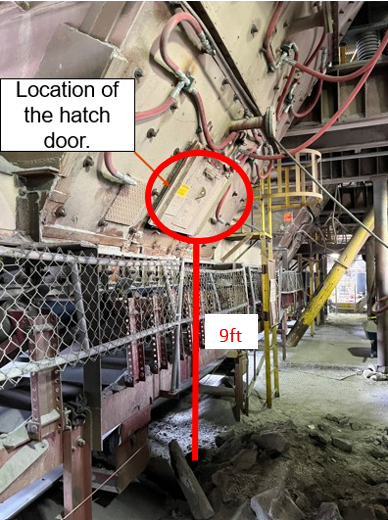 Location of
the hatch
door.
9ft